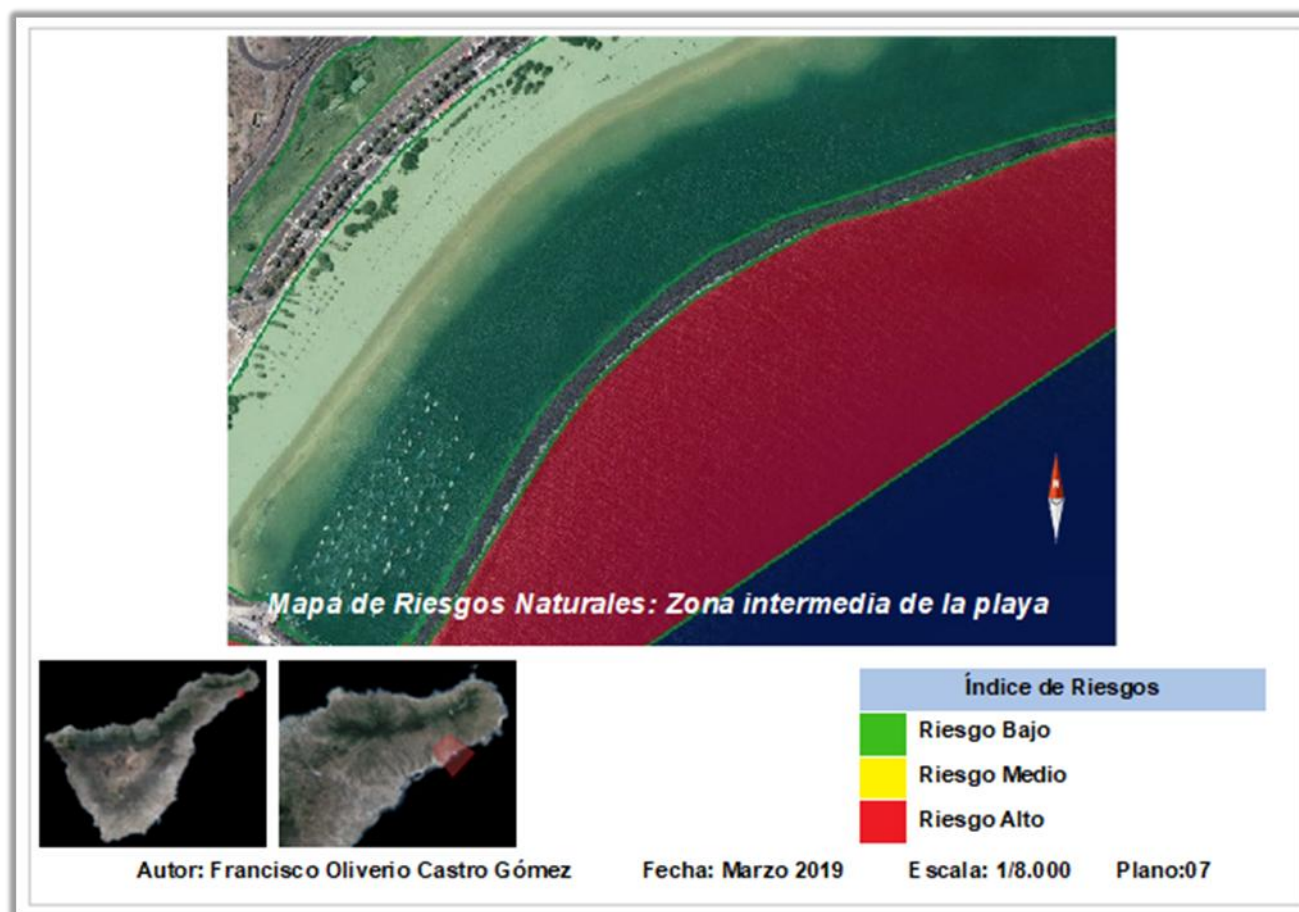 Mapa de Riesgos Naturales: Zona intermedia de la playa
N
Índice de Riesgos
Riesgo Bajo
Riesgo Medio
Riesgo Alto
Autor: Francisco Oliverio Castro Gómez Fecha: Marzo 2019 Escala: 1/8.000 Plano:07